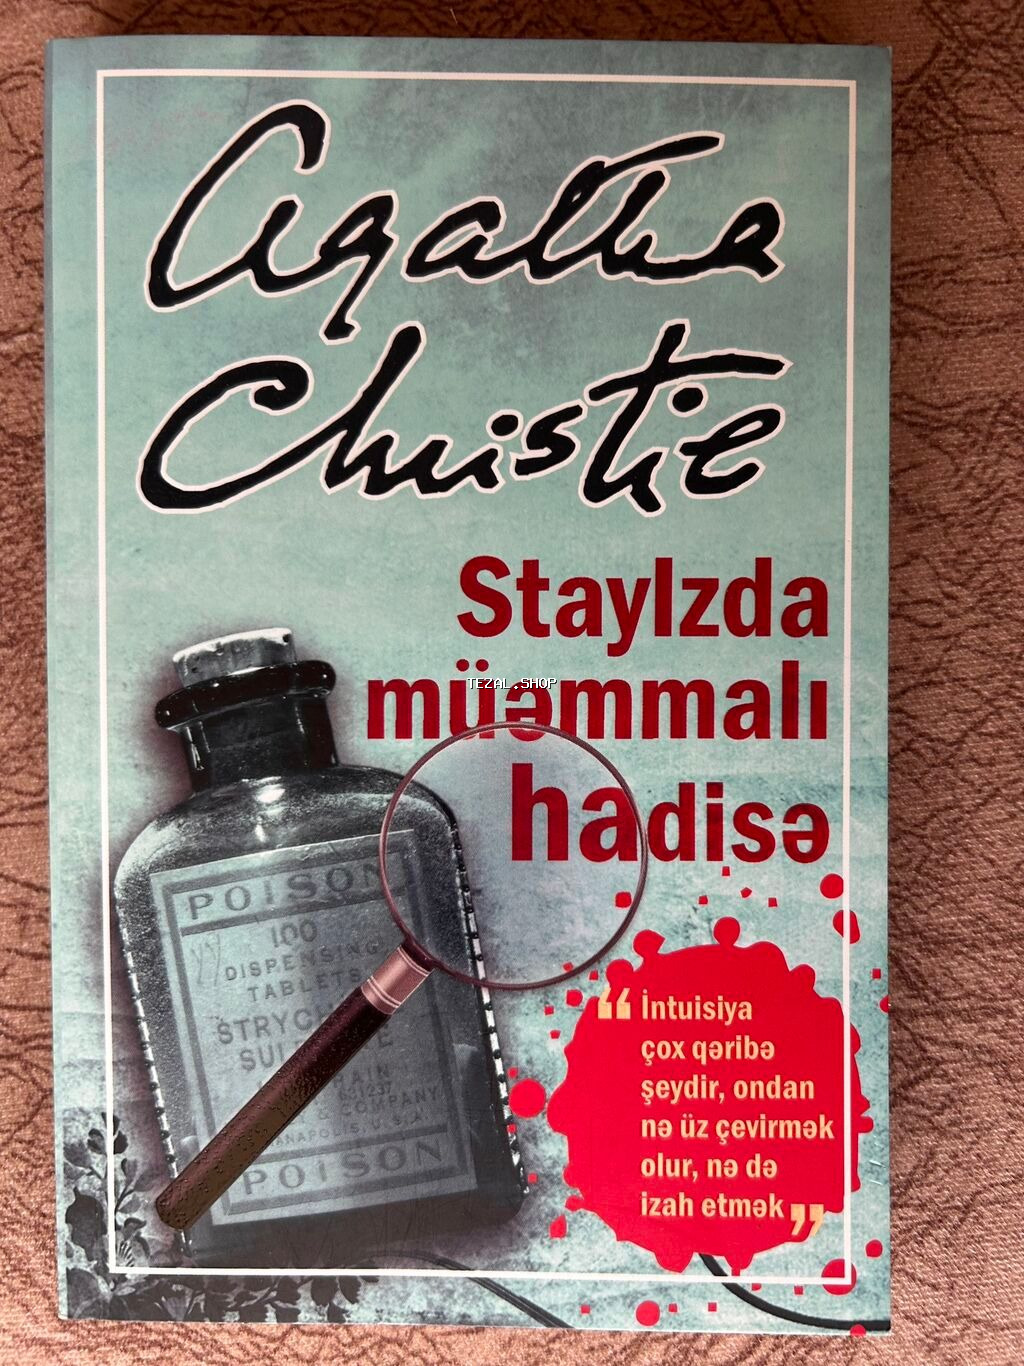 Agatha
Christie
Staylzda
müəmmalı
TEZAL.SHOP
hadisə
POISON
100
DISPENSING
TABLETS
POISON
“ İntuisiya
çox qəribə
şeydir, ondan
nə üz çevirmək
olur, nə də
izah etmək ”